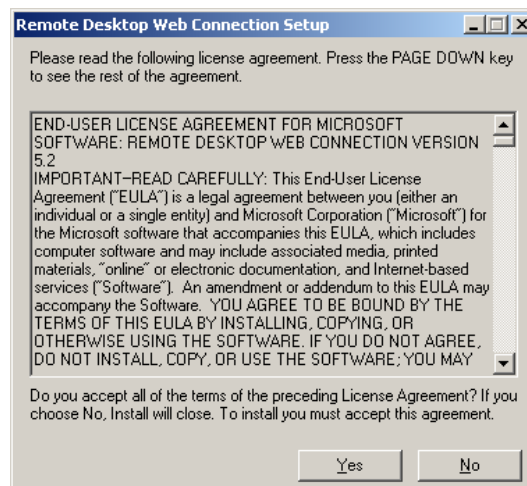 Remote Desktop Web Connection Setup
Please read the following license agreement. Press the PAGE DOWN key
to see the rest of the agreement.
END-USER LICENSE AGREEMENT FOR MICROSOFT
SOFTWARE: REMOTE DESKTOP WEB CONNECTION VERSION
5.2
IMPORTANT–READ CAREFULLY: This End-User License
Agreement ("EULA") is a legal agreement between you (either an
individual or a single entity) and Microsoft Corporation ("Microsoft") for
the Microsoft software that accompanies this EULA, which includes
computer software and may include associated media, printed
materials, "online" or electronic documentation, and Internet-based
services ("Software").  An amendment or addendum to this EULA may
accompany the Software.  YOU AGREE TO BE BOUND BY THE
TERMS OF THIS EULA BY INSTALLING, COPYING, OR
OTHERWISE USING THE SOFTWARE. IF YOU DO NOT AGREE,
DO NOT INSTALL, COPY, OR USE THE SOFTWARE; YOU MAY
Do you accept all of the terms of the preceding License Agreement? If you
choose No, Install will close. To install you must accept this agreement.
Yes
No